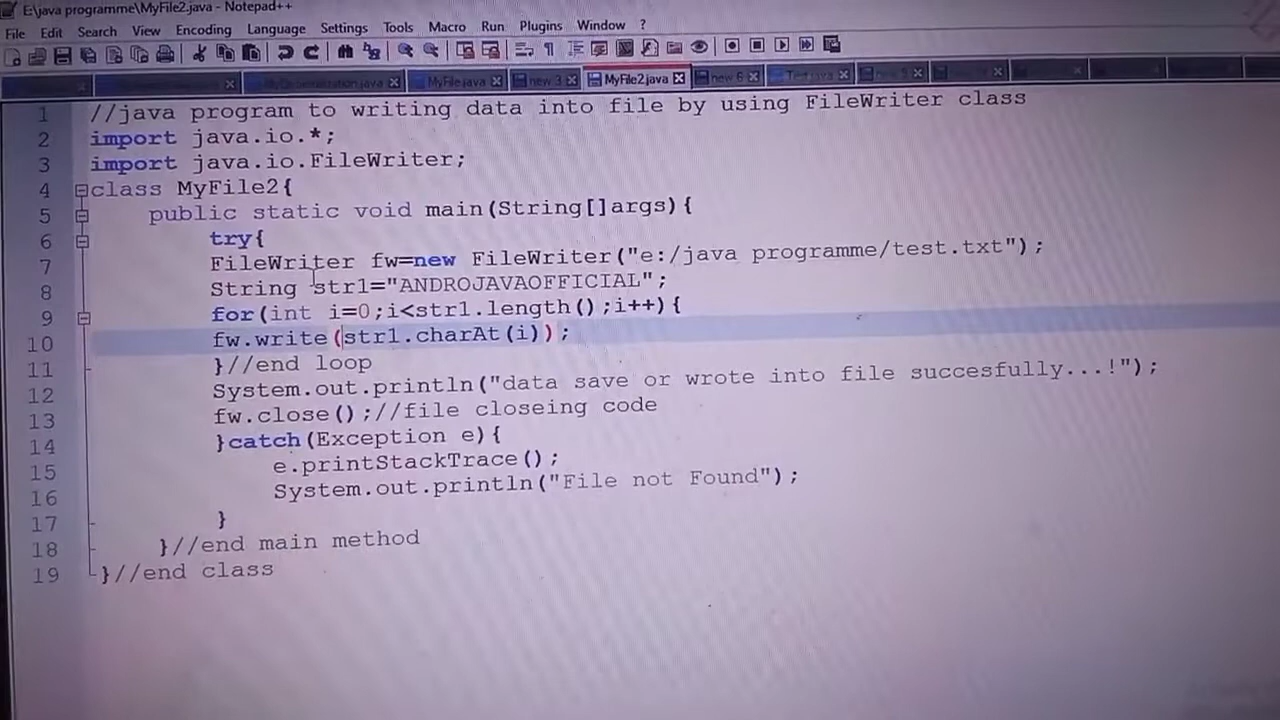 E:\java programme\MyFile2.java - Notepad++
File Edit Search View Encoding Language Settings Tools Macro Run Plugins Window ?
MyFile.java new 3 MyFile2.java new 6
1 //java program to writing data into file by using FileWriter class
2 import java.io.*;
3 import java.io.FileWriter;
4 class MyFile2{
5 public static void main(String[]args){
6 try{
7 FileWriter fw=new FileWriter("e:/java programme/test.txt");
8 String str1="ANDROJAVAOFFICIAL";
9 for(int i=0;i<str1.length();i++){
10 fw.write(str1.charAt(i));
11 }//end loop
12 System.out.println("data save or wrote into file succesfully...!");
13 fw.close();//file closeing code
14 }catch(Exception e){
15 e.printStackTrace();
16 System.out.println("File not Found");
17 }
18 }//end main method
19 }//end class